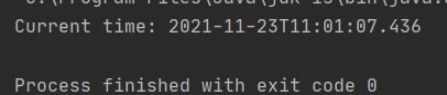 Current time: 2021-11-23T11:01:07.436
Process finished with exit code 0